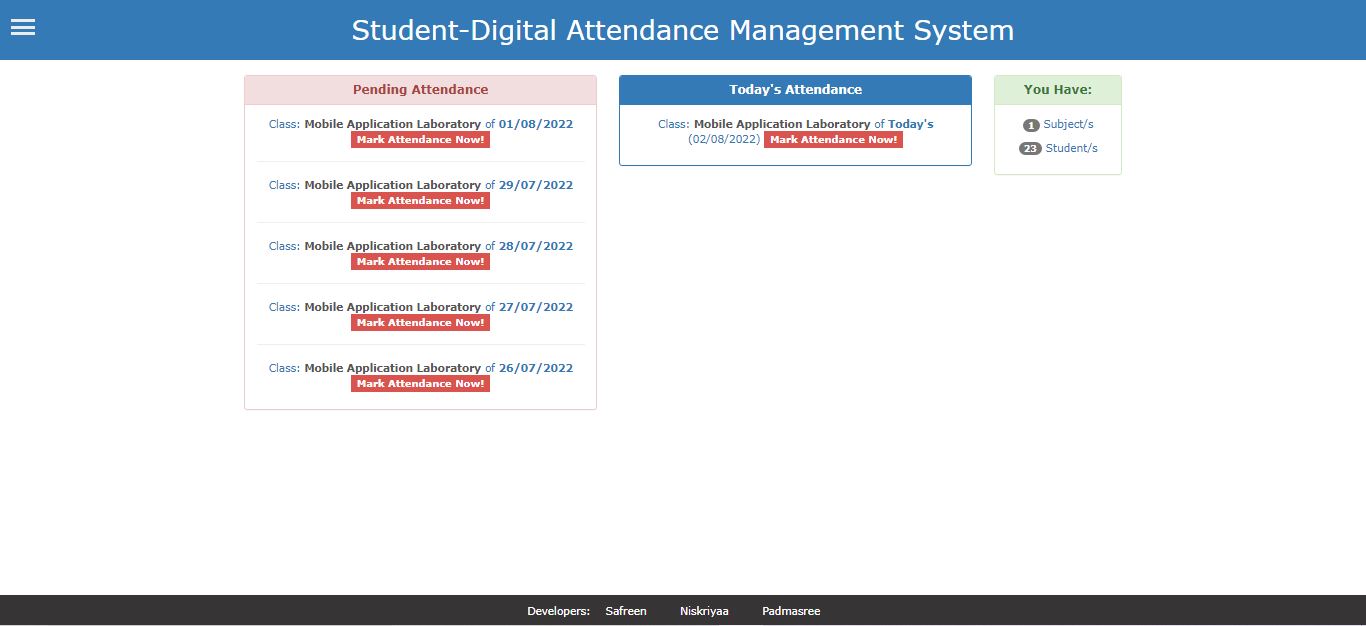 Student-Digital Attendance Management System
Pending Attendance
Class: Mobile Application Laboratory of 01/08/2022
Mark Attendance Now!
Class: Mobile Application Laboratory of 29/07/2022
Mark Attendance Now!
Class: Mobile Application Laboratory of 28/07/2022
Mark Attendance Now!
Class: Mobile Application Laboratory of 27/07/2022
Mark Attendance Now!
Class: Mobile Application Laboratory of 26/07/2022
Mark Attendance Now!
Today's Attendance
Class: Mobile Application Laboratory of Today's
(02/08/2022) Mark Attendance Now!
You Have:
1 Subject/s
23 Student/s
Developers: Safreen Niskriyaa Padmasree